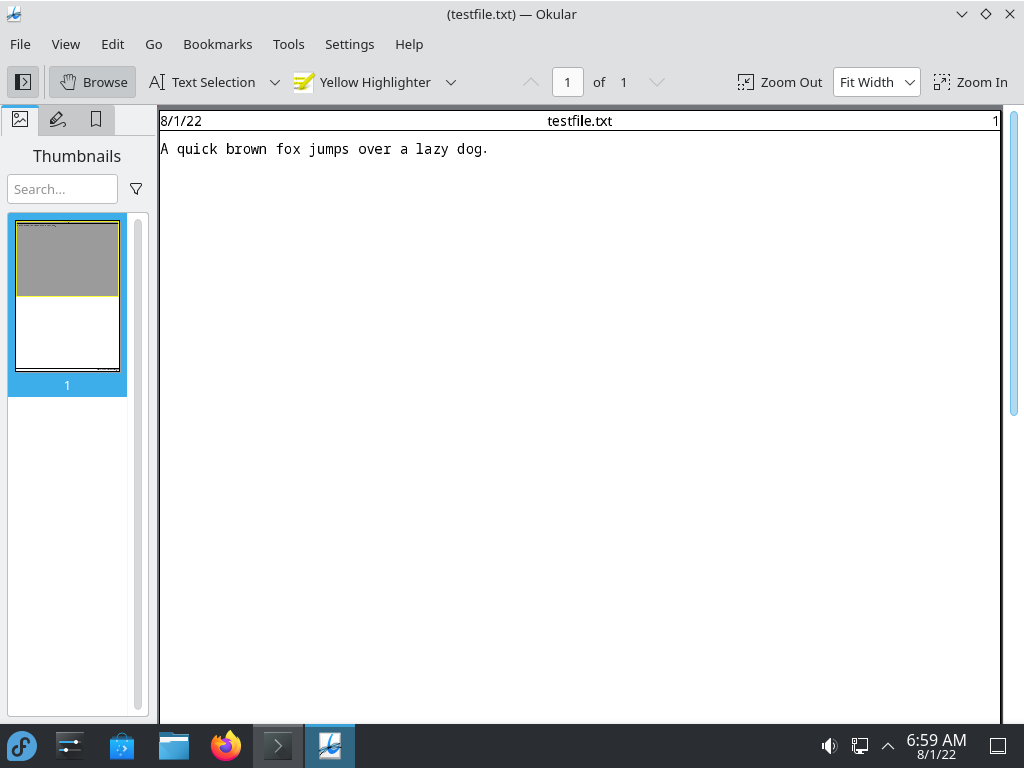 (testfile.txt) — Okular
File View Edit Go Bookmarks Tools Settings Help
Browse Text Selection Yellow Highlighter 1 of 1 Zoom Out Fit Width Zoom In
Thumbnails
Search...
1
8/1/22 testfile.txt 1
A quick brown fox jumps over a lazy dog.
6:59 AM
8/1/22